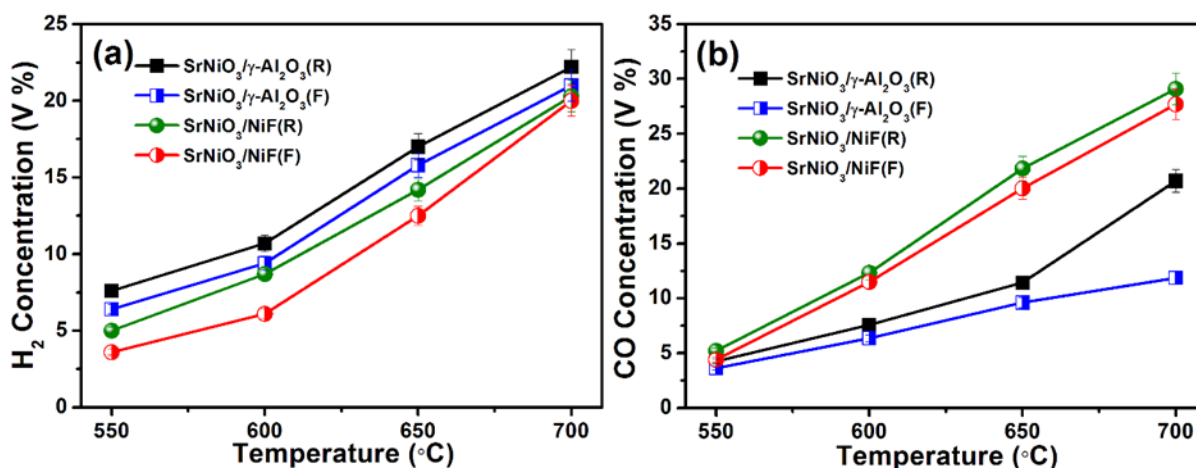 (a)
H₂ Concentration (V %)
25
20
15
10
5
0
SrNiO₃/γ-Al₂O₃(R)
SrNiO₃/γ-Al₂O₃(F)
SrNiO₃/NiF(R)
SrNiO₃/NiF(F)
550 600 650 700
Temperature (°C)
(b)
CO Concentration (V %)
35
30
25
20
15
10
5
0
SrNiO₃/γ-Al₂O₃(R)
SrNiO₃/γ-Al₂O₃(F)
SrNiO₃/NiF(R)
SrNiO₃/NiF(F)
550 600 650 700
Temperature (°C)